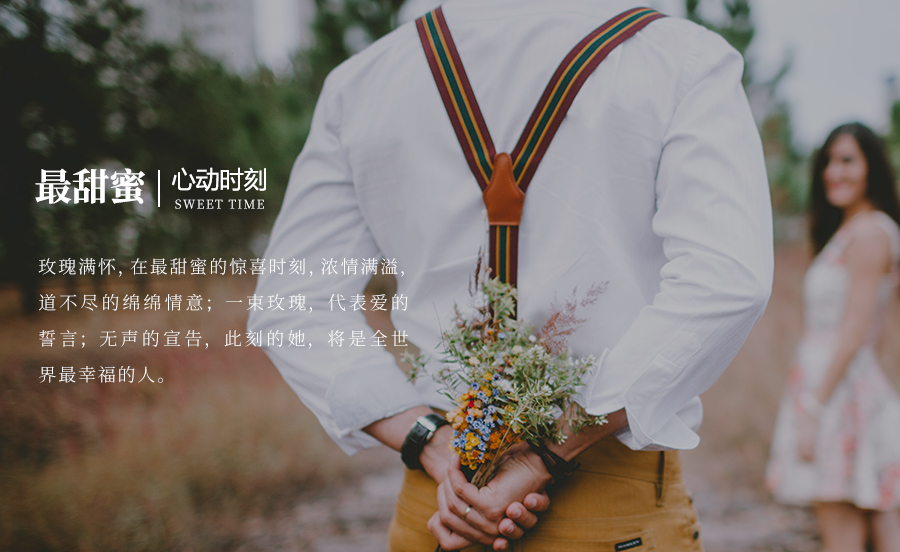 最甜蜜 | 心动时刻
SWEET TIME
玫瑰满怀, 在最甜蜜的惊喜时刻, 浓情满溢,
道不尽的绵绵情意；一束玫瑰，代表爱的
誓言；无声的宣告，此刻的她，将是全世
界最幸福的人。